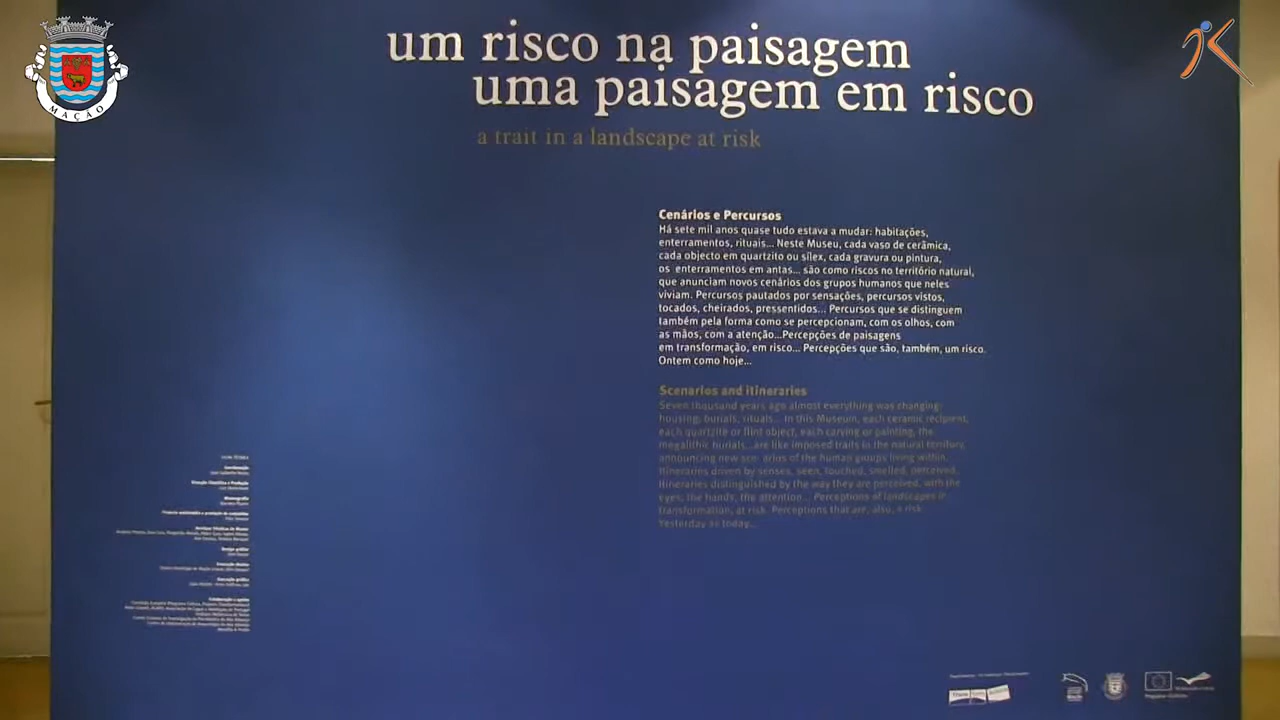 MAÇÃO
um risco na paisagem
uma paisagem em risco
a trait in a landscape at risk
Cenários e Percursos
Há sete mil anos quase tudo estava a mudar: habitações,
enterramentos, rituais... Neste Museu, cada vaso de cerâmica,
cada objecto em quartzito ou sílex, cada gravura ou pintura,
os enterramentos em antas... são como riscos no território natural,
que anunciam novos cenários dos grupos humanos que neles
viviam. Percursos pautados por sensações, percursos vistos,
tocados, cheirados, pressentidos... Percursos que se distinguem
também pela forma como se percepcionam, com os olhos, com
as mãos, com a atenção...Percepções de paisagens
em transformação, em risco... Percepções que são, também, um risco.
Ontem como hoje...
Scenarios and itineraries
Seven thousand years ago almost everything was changing:
housing, burials, rituals... In this Museum, each ceramic recipient,
each quartzite or flint object, each carving or painting, the
megalithic burials...are like imposed traits in the natural territory,
announcing new sce- arios of the human groups living within.
Itineraries driven by senses, seen, touched, smelled, perceived.
Itineraries distinguished by the way they are perceived, with the
eyes, the hands, the attention... Perceptions of landscapes in
transformation, at risk. Perceptions that are, also, a risk.
Yesterday as today...